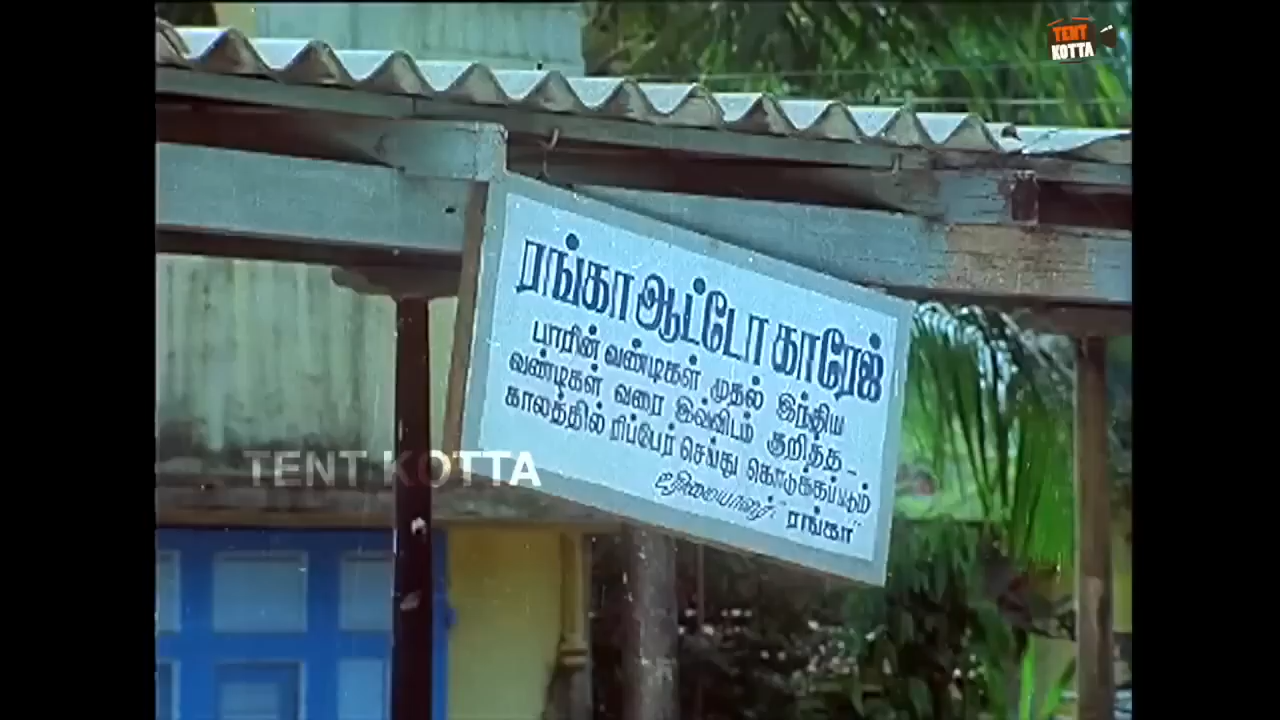 TENT
KOTTA
ரங்கா ஆட்டோ காரேஜ்
பாரின் வண்டிகள் முதல் இந்திய
வண்டிகள் வரை இவ்விடம் குறித்த -
காலத்தில் ரிப்பேர் செய்து கொடுக்கப்படும்
உரிமையாளர் "ரங்கா"
TENT KOTTA